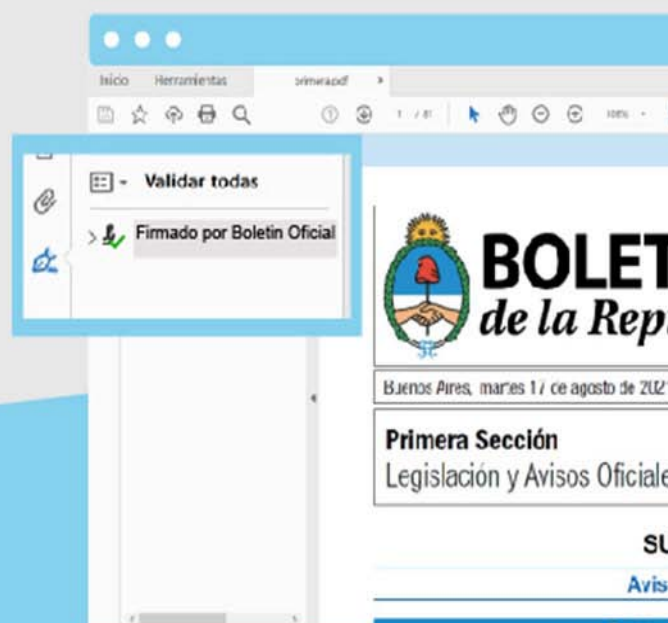 Inicio Herramientas primera.pdf ×
1 / 81
Validar todas
Firmado por Boletin Oficial
BOLET
de la Rep
Buenos Aires, martes 17 de agosto de 202
Primera Sección
Legislación y Avisos Oficiale
SU
Avis